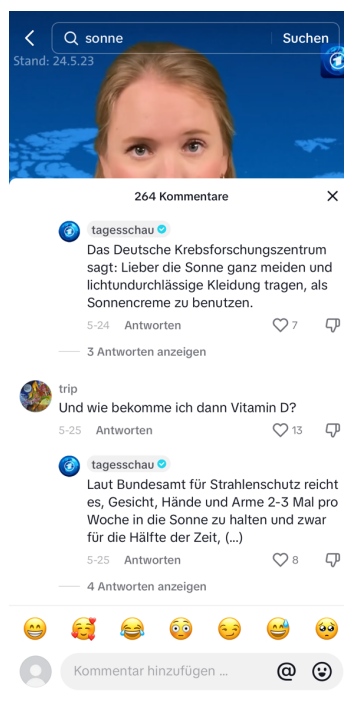 sonne
Suchen
Stand: 24.5.23
264 Kommentare
tagesschau
Das Deutsche Krebsforschungszentrum
sagt: Lieber die Sonne ganz meiden und
lichtundurchlässige Kleidung tragen, als
Sonnencreme zu benutzen.
5-24 Antworten 7
3 Antworten anzeigen
trip
Und wie bekomme ich dann Vitamin D?
5-25 Antworten 13
tagesschau
Laut Bundesamt für Strahlenschutz reicht
es, Gesicht, Hände und Arme 2-3 Mal pro
Woche in die Sonne zu halten und zwar
für die Hälfte der Zeit, (...)
5-25 Antworten 8
4 Antworten anzeigen
Kommentar hinzufügen ... @